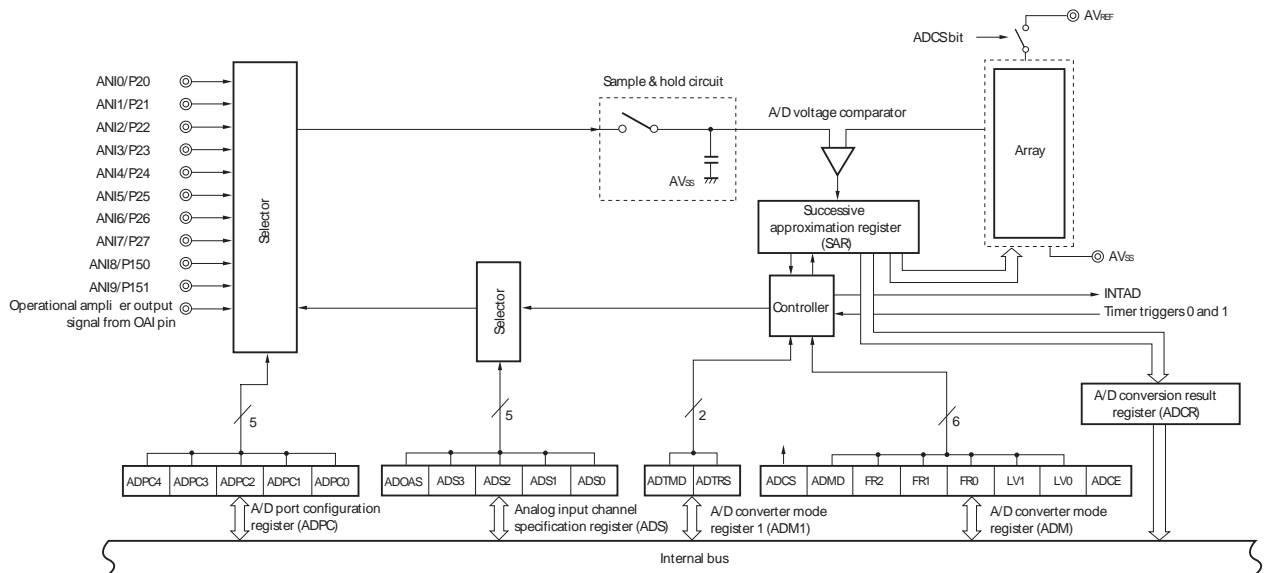 AVREF
ADCS bit
ANI0/P20
ANI1/P21
ANI2/P22
ANI3/P23
ANI4/P24
ANI5/P25
ANI6/P26
ANI7/P27
ANI8/P150
ANI9/P151
Operational ampli er output
signal from OAI pin
Selector
Sample & hold circuit
AVSS
A/D voltage comparator
Array
AVSS
Successive
approximation register
(SAR)
Selector
Controller
INTAD
Timer triggers 0 and 1
A/D conversion result
register (ADCR)
5
5
2
6
ADPC4 ADPC3 ADPC2 ADPC1 ADPC0
ADOAS ADS3 ADS2 ADS1 ADS0
ADTMD ADTRS
ADCS ADMD FR2 FR1 FR0 LV1 LV0 ADCE
A/D port configuration
register (ADPC)
Analog input channel
specification register (ADS)
A/D converter mode
register 1 (ADM1)
A/D converter mode
register (ADM)
Internal bus